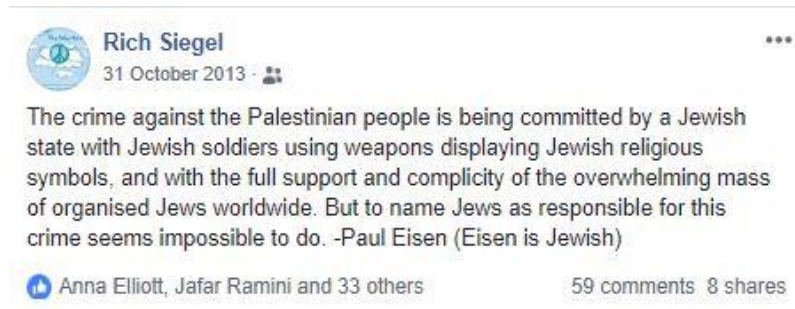 Rich Siegel
31 October 2013 ·
The crime against the Palestinian people is being committed by a Jewish
state with Jewish soldiers using weapons displaying Jewish religious
symbols, and with the full support and complicity of the overwhelming mass
of organised Jews worldwide. But to name Jews as responsible for this
crime seems impossible to do. -Paul Eisen (Eisen is Jewish)
Anna Elliott, Jafar Ramini and 33 others 59 comments 8 shares